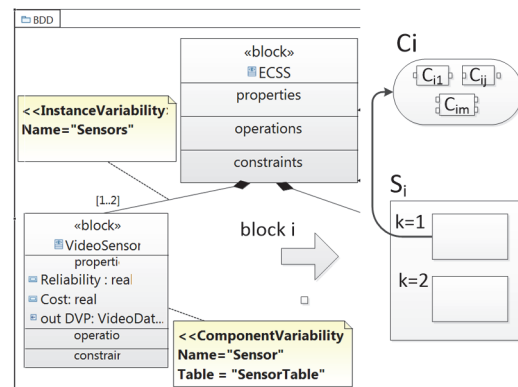 BDD
«block»
ECSS
properties
operations
constraints
<<InstanceVariability
Name="Sensors"
[1..2]
«block»
VideoSensor
properti
Reliability : real
Cost: real
out DVP: VideoDat...
operatio
constrair
<<ComponentVariability
Name="Sensor"
Table = "SensorTable"
block i
Ci
Ci1
Cij
Cim
Si
k=1
k=2